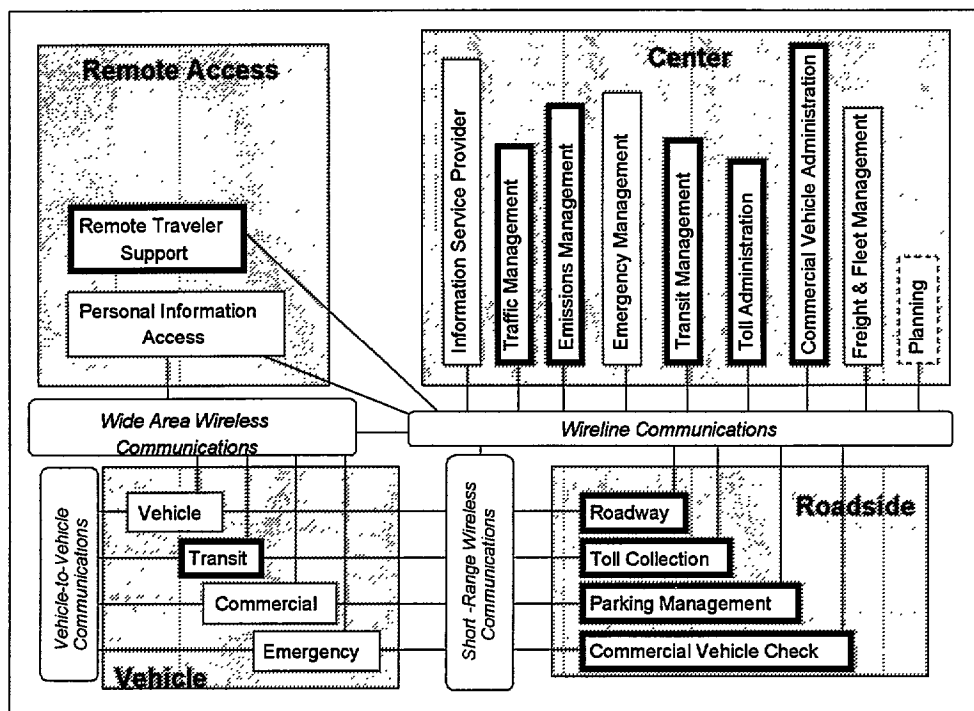 Remote Access
Remote Traveler
Support
Personal Information
Access
Center
Information Service Provider
Traffic Management
Emissions Management
Emergency Management
Transit Management
Toll Administration
Commercial Vehicle Administration
Freight & Fleet Management
Planning
Wide Area Wireless
Communications
Wireline Communications
Vehicle-to-Vehicle
Communications
Vehicle
Transit
Commercial
Emergency
Vehicle
Short -Range Wireless
Communications
Roadside
Roadway
Toll Collection
Parking Management
Commercial Vehicle Check